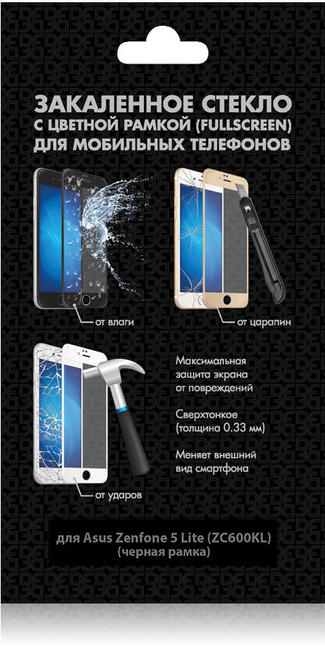 ЗАКАЛЕННОЕ СТЕКЛО
С ЦВЕТНОЙ РАМКОЙ (FULLSCREEN)
ДЛЯ МОБИЛЬНЫХ ТЕЛЕФОНОВ
от влаги
от царапин
от ударов
Максимальная
защита экрана
от повреждений
Сверхтонкое
(толщина 0.33 мм)
Меняет внешний
вид смартфона
для Asus Zenfone 5 Lite (ZC600KL)
(черная рамка)